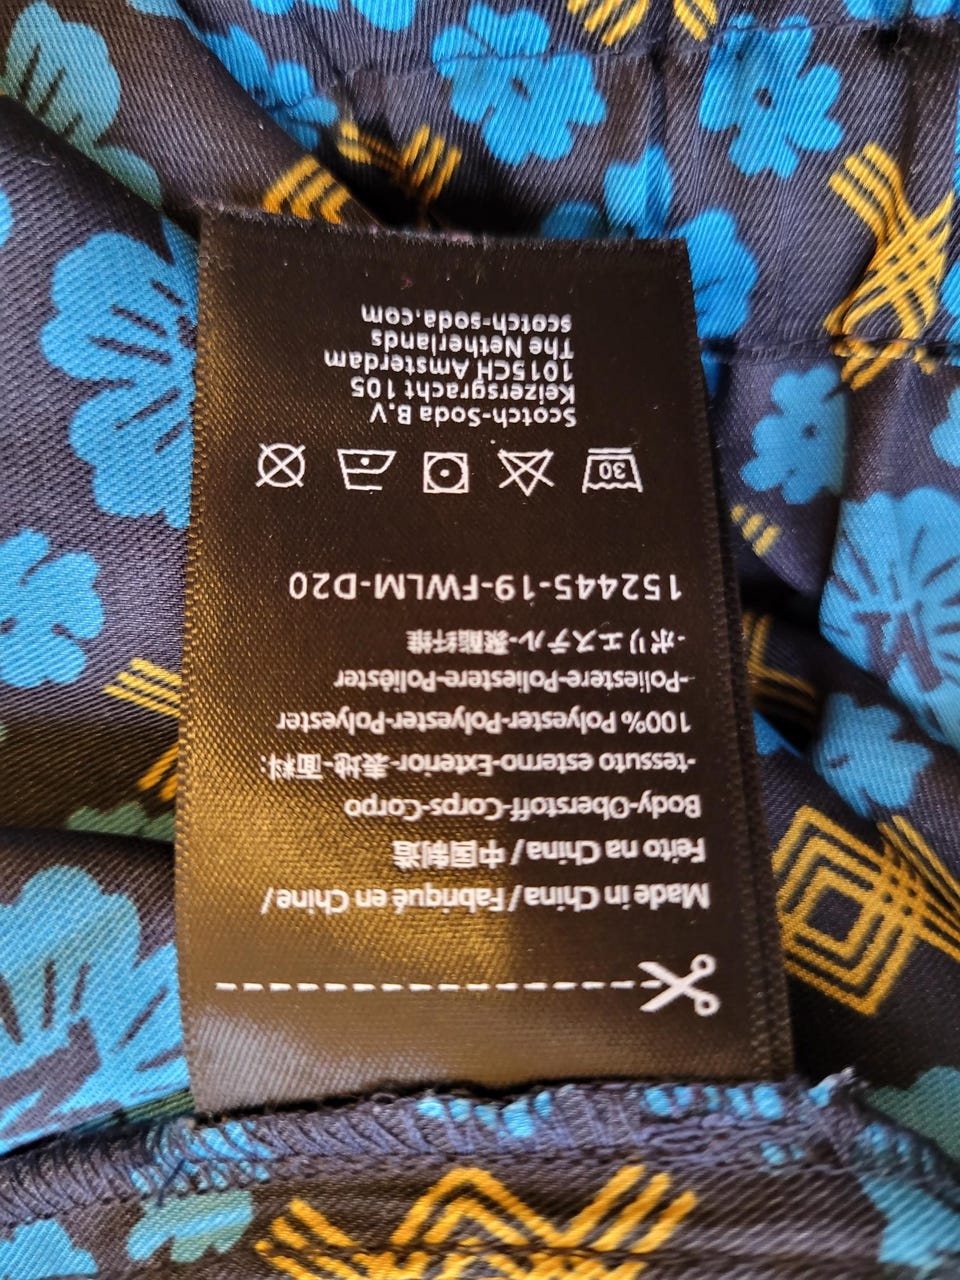 Made in China/Fabriqué en Chine/
Feito na China/中国制造
Body-Oberstoff-Corps-Corpo
-tessuto esterno-Exterior-表地-面料:
100% Polyester-Polyester-Polyester
-Poliestere-Poliéster-Poliéster
-ポリエステル-聚酯纤维
152445-19-FWLM-D20
30
Scotch-Soda B.V
Keizersgracht 105
1015CH Amsterdam
The Netherlands
scotch-soda.com